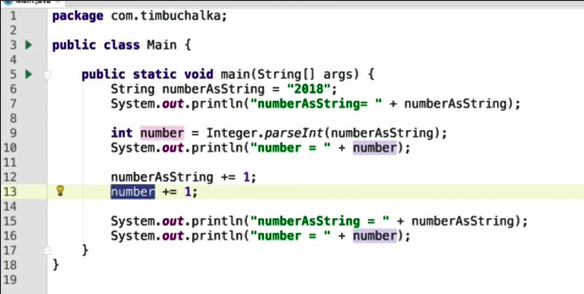 1 package com.timbuchalka;
2
3 public class Main {
4
5 public static void main(String[] args) {
6 String numberAsString = "2018";
7 System.out.println("numberAsString= " + numberAsString);
8
9 int number = Integer.parseInt(numberAsString);
10 System.out.println("number = " + number);
11
12 numberAsString += 1;
13 number += 1;
14
15 System.out.println("numberAsString = " + numberAsString);
16 System.out.println("number = " + number);
17 }
18 }
19